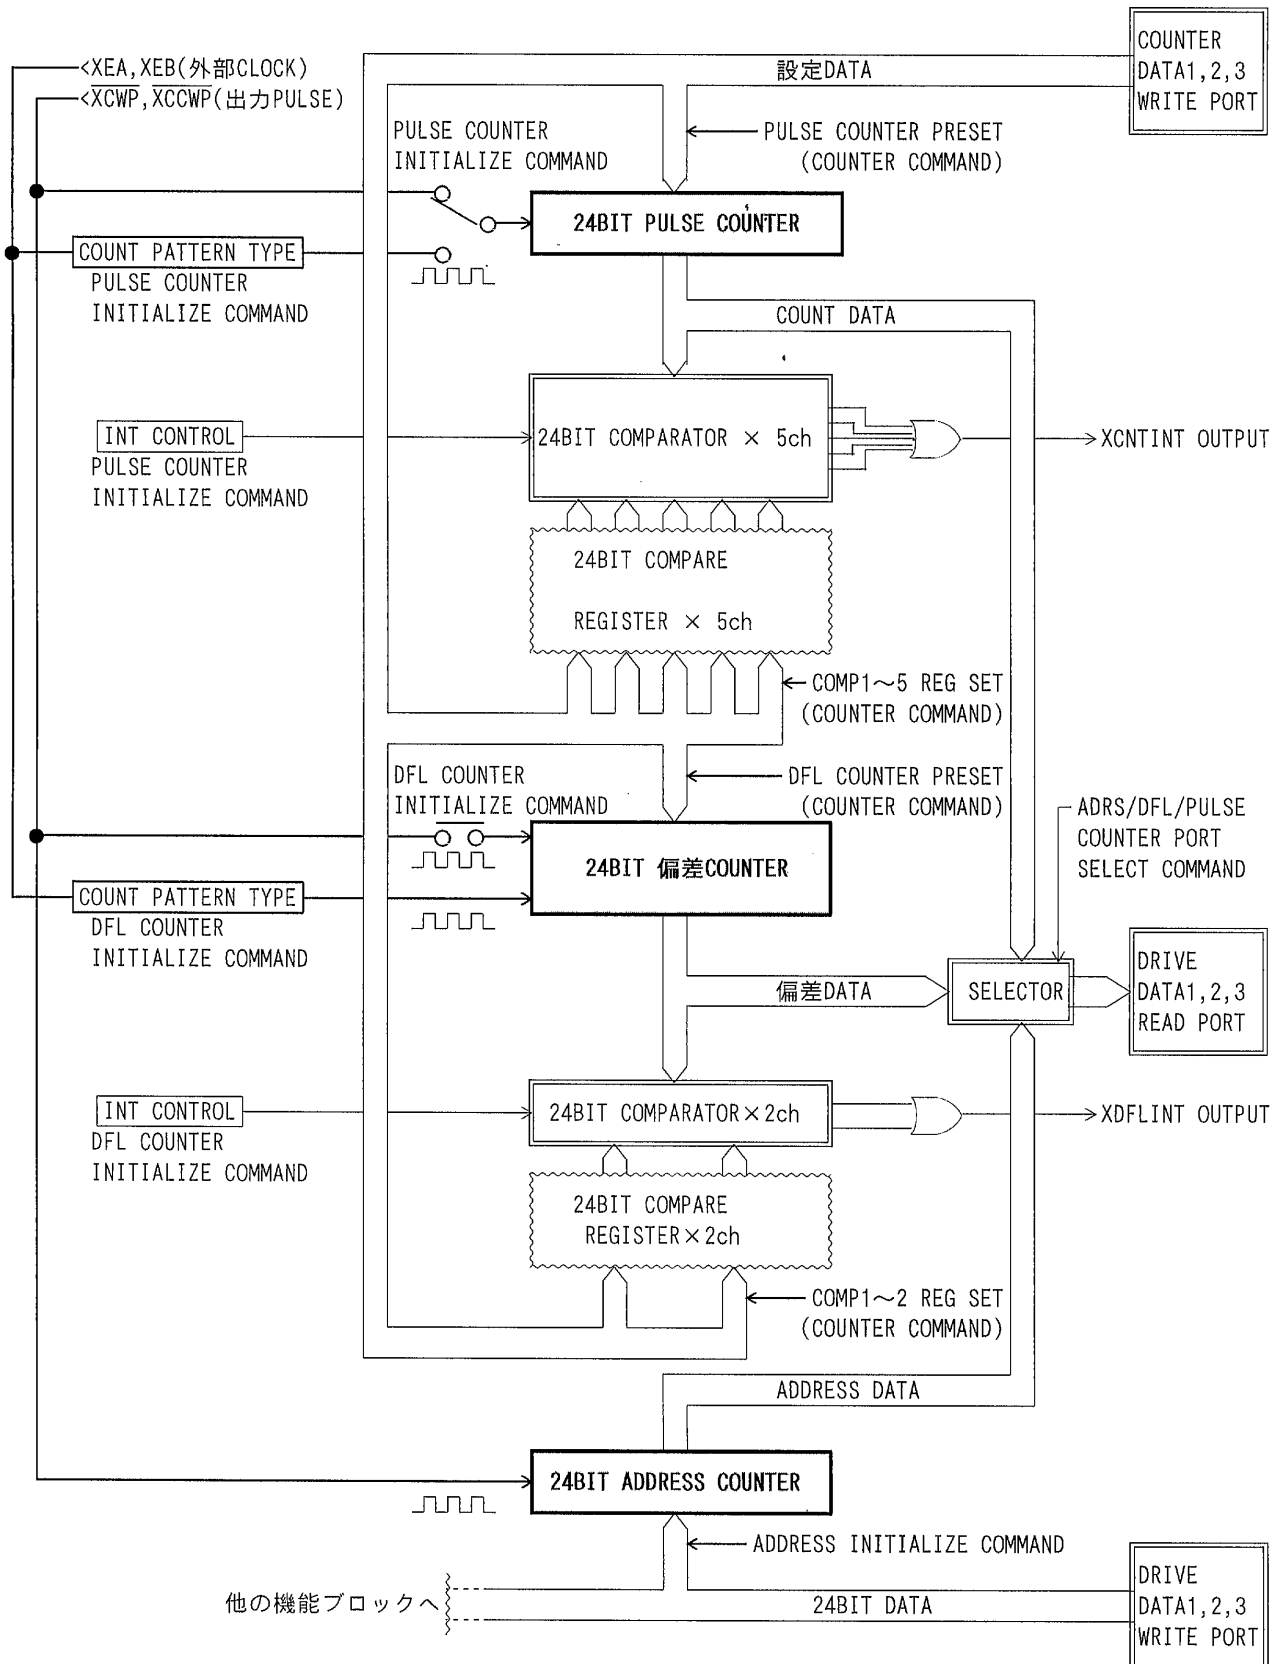 COUNTER
DATA1,2,3
WRITE PORT
<XEA,XEB(外部CLOCK)
<XCWP,XCCWP(出力PULSE)
設定DATA
PULSE COUNTER
INITIALIZE COMMAND
PULSE COUNTER PRESET
(COUNTER COMMAND)
24BIT PULSE COUNTER
COUNT PATTERN TYPE
PULSE COUNTER
INITIALIZE COMMAND
COUNT DATA
INT CONTROL
PULSE COUNTER
INITIALIZE COMMAND
24BIT COMPARATOR × 5ch
XCNTINT OUTPUT
24BIT COMPARE
REGISTER × 5ch
COMP1～5 REG SET
(COUNTER COMMAND)
DFL COUNTER
INITIALIZE COMMAND
DFL COUNTER PRESET
(COUNTER COMMAND)
ADRS/DFL/PULSE
COUNTER PORT
SELECT COMMAND
24BIT 偏差COUNTER
COUNT PATTERN TYPE
DFL COUNTER
INITIALIZE COMMAND
偏差DATA
SELECTOR
DRIVE
DATA1,2,3
READ PORT
INT CONTROL
DFL COUNTER
INITIALIZE COMMAND
24BIT COMPARATOR×2ch
XDFLINT OUTPUT
24BIT COMPARE
REGISTER×2ch
COMP1～2 REG SET
(COUNTER COMMAND)
ADDRESS DATA
24BIT ADDRESS COUNTER
ADDRESS INITIALIZE COMMAND
他の機能ブロックへ
24BIT DATA
DRIVE
DATA1,2,3
WRITE PORT